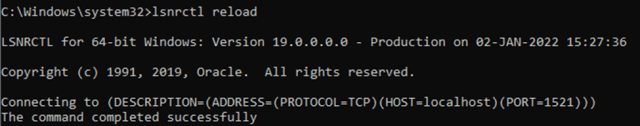 C:\Windows\system32>lsnrctl reload
LSNRCTL for 64-bit Windows: Version 19.0.0.0.0 - Production on 02-JAN-2022 15:27:36
Copyright (c) 1991, 2019, Oracle.  All rights reserved.
Connecting to (DESCRIPTION=(ADDRESS=(PROTOCOL=TCP)(HOST=localhost)(PORT=1521)))
The command completed successfully